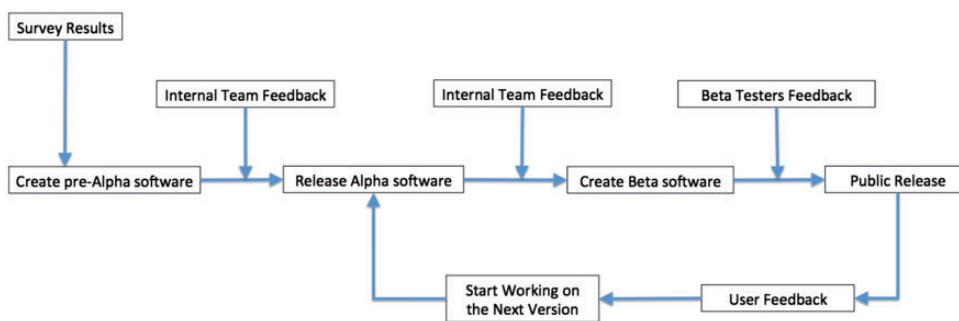 Survey Results
Internal Team Feedback
Internal Team Feedback
Beta Testers Feedback
Create pre-Alpha software
Release Alpha software
Create Beta software
Public Release
Start Working on
the Next Version
User Feedback